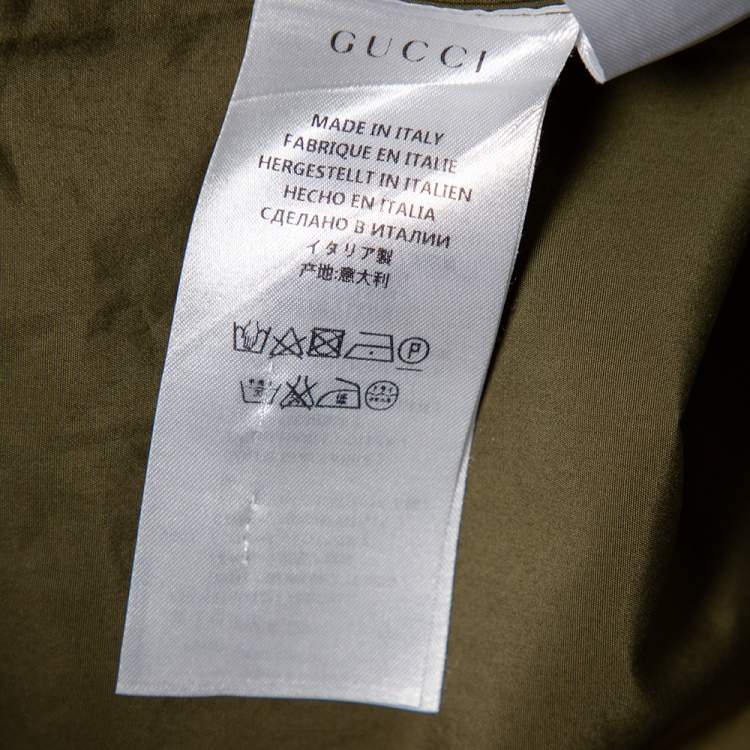 GUCCI
MADE IN ITALY
FABRIQUE EN ITALIE
HERGESTELLT IN ITALIEN
HECHO EN ITALIA
СДЕЛАНО В ИТАЛИИ
イタリア製
产地:意大利
P